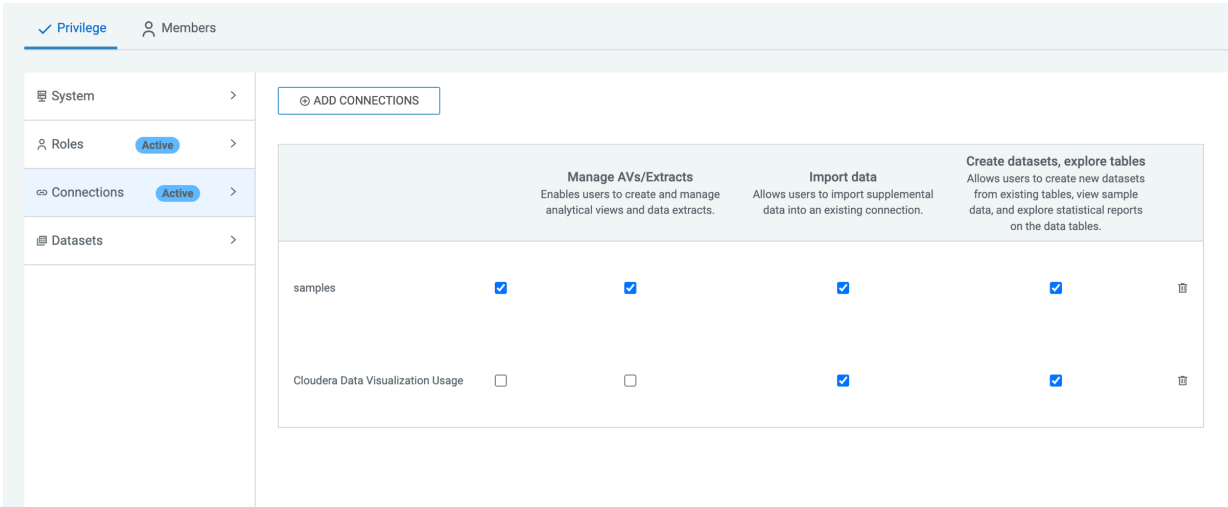 Privilege
Members
System
Roles
Active
Connections
Active
Datasets
ADD CONNECTIONS
Manage AVs/Extracts
Enables users to create and manage
analytical views and data extracts.
Import data
Allows users to import supplemental
data into an existing connection.
Create datasets, explore tables
Allows users to create new datasets
from existing tables, view sample
data, and explore statistical reports
on the data tables.
samples
Cloudera Data Visualization Usage